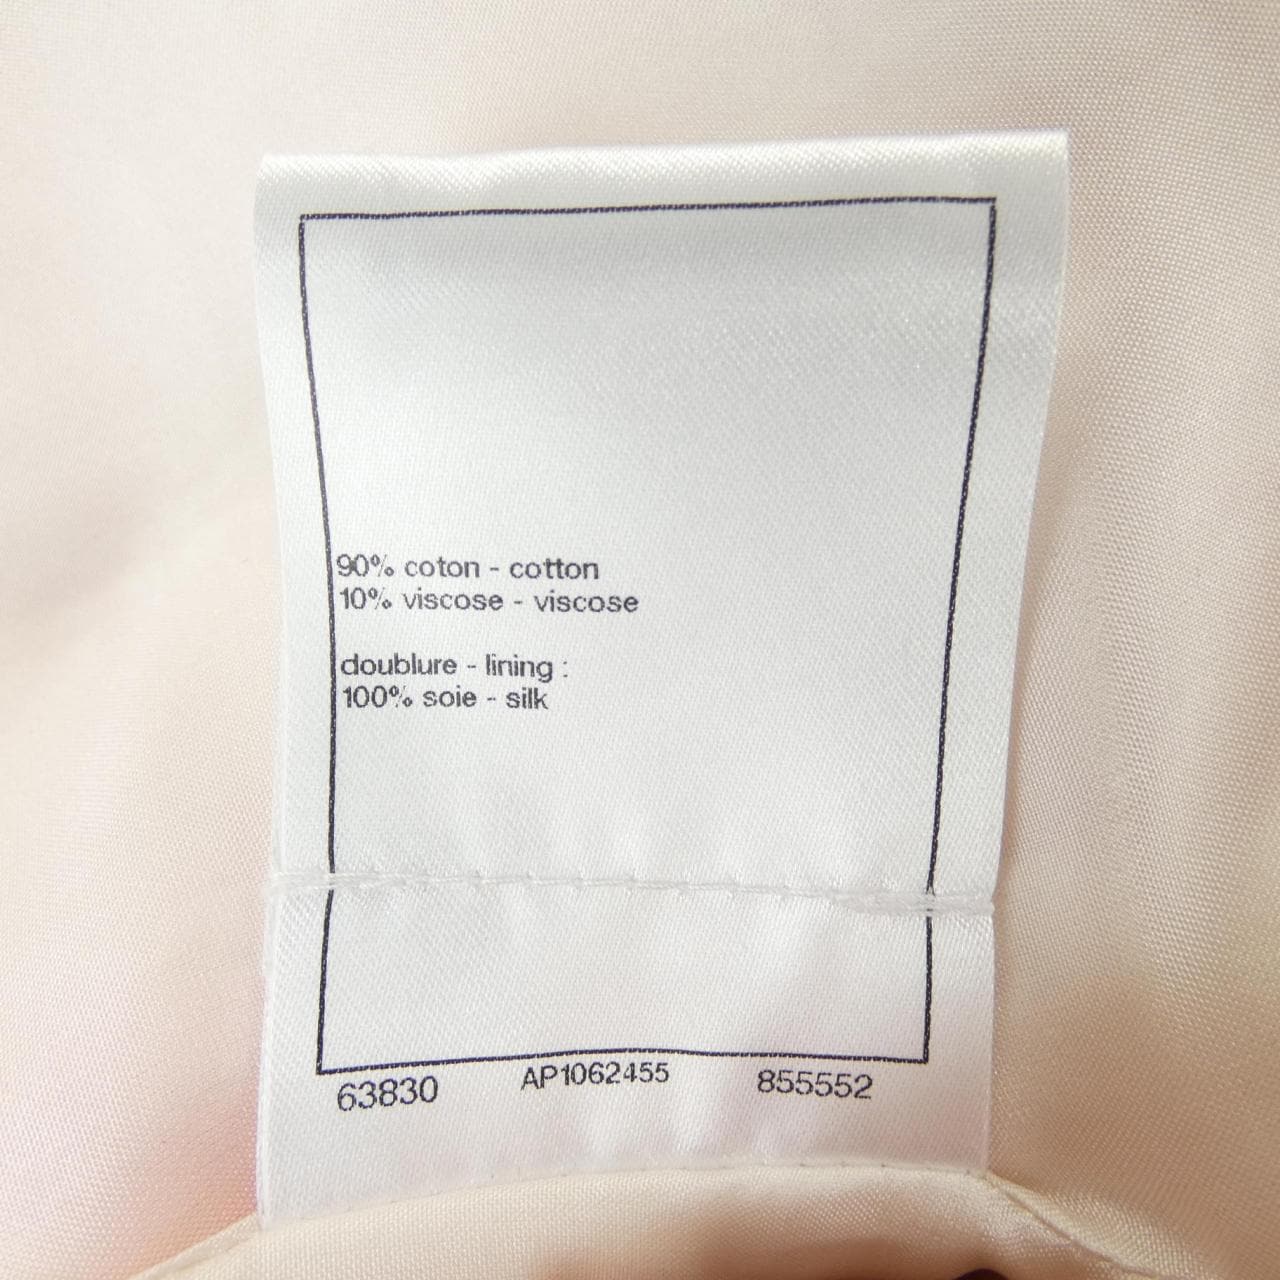 90% coton - cotton
10% viscose - viscose
doublure - lining :
100% soie - silk
63830 AP1062455 855552